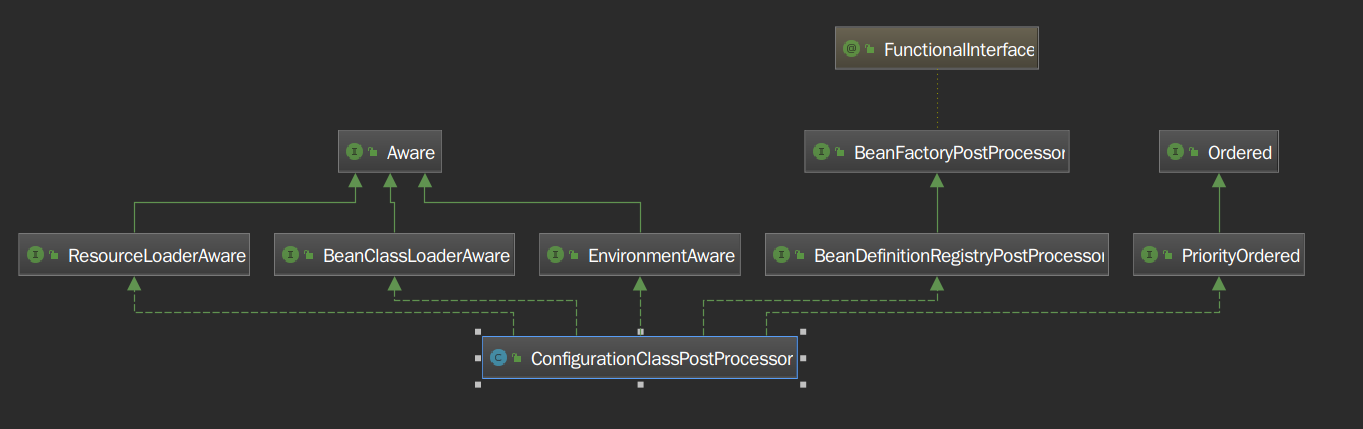 FunctionalInterface
Aware
BeanFactoryPostProcessor
Ordered
ResourceLoaderAware
BeanClassLoaderAware
EnvironmentAware
BeanDefinitionRegistryPostProcessor
PriorityOrdered
ConfigurationClassPostProcessor